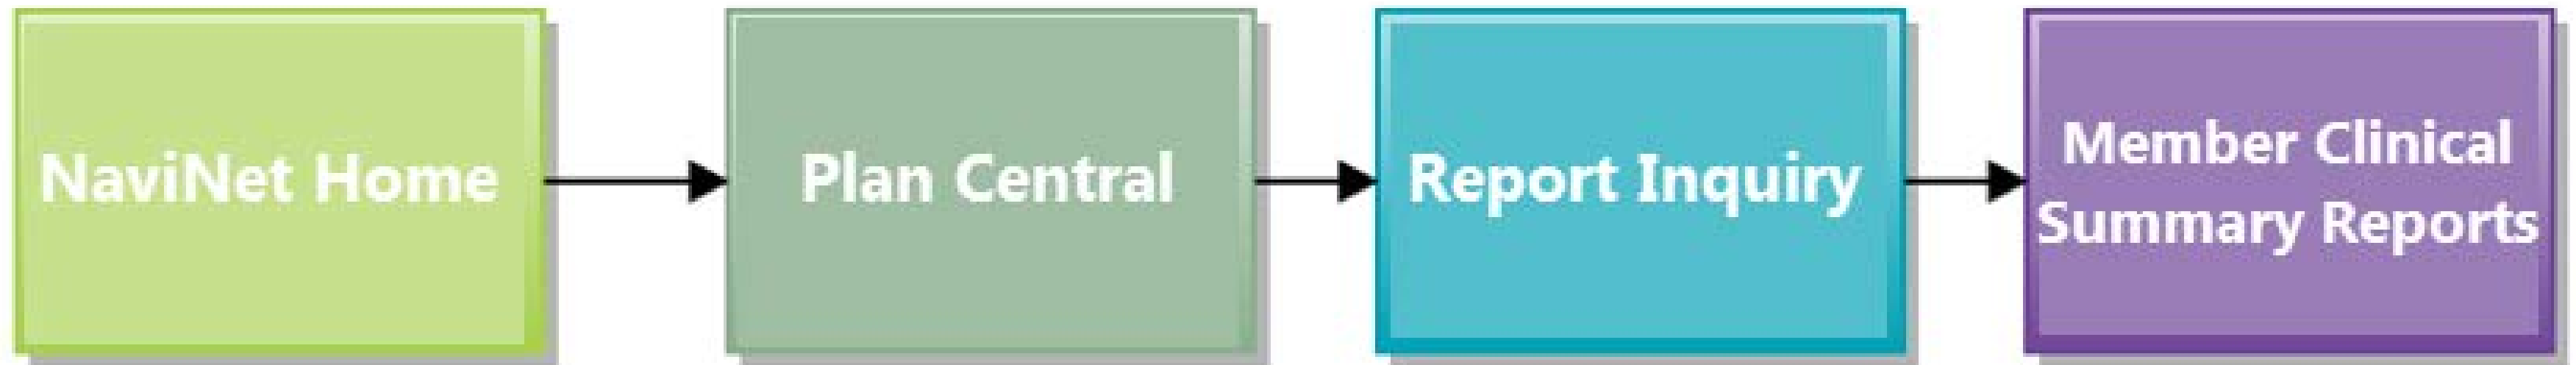 NaviNet Home
Plan Central
Report Inquiry
Member Clinical
Summary Reports